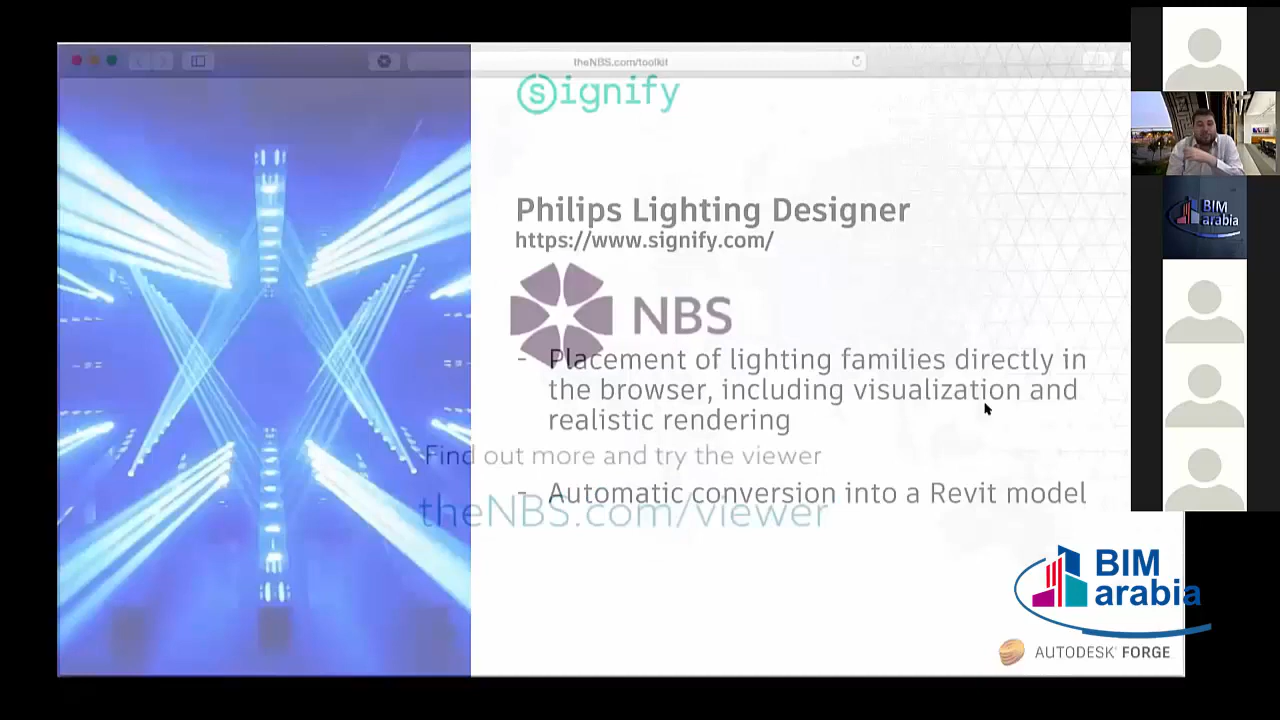 theNBS.com/toolkit
signify
Philips Lighting Designer
https://www.signify.com/
NBS
- Placement of lighting families directly in
the browser, including visualization and
realistic rendering
Find out more and try the viewer
- Automatic conversion into a Revit model
theNBS.com/viewer
BIM
arabia
BIM
arabia
AUTODESK® FORGE